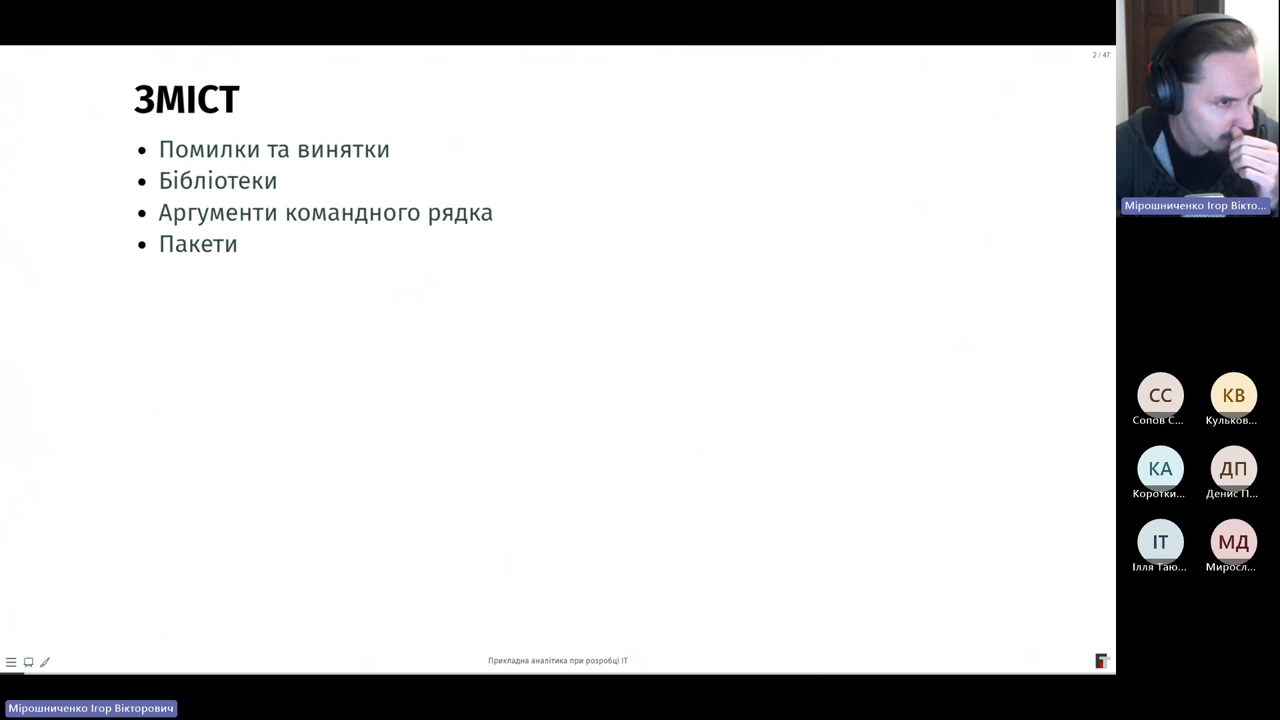 2 / 47
ЗМІСТ
Помилки та винятки
Бібліотеки
Аргументи командного рядка
Пакети
Прикладна аналітика при розробці ІТ
Мірошниченко Ігор Вікто...
СС
КВ
Сопов С...
Кульков...
КА
ДП
Коротки...
Денис П...
ІТ
МД
Ілля Таю...
Миросл...
Мірошниченко Ігор Вікторович